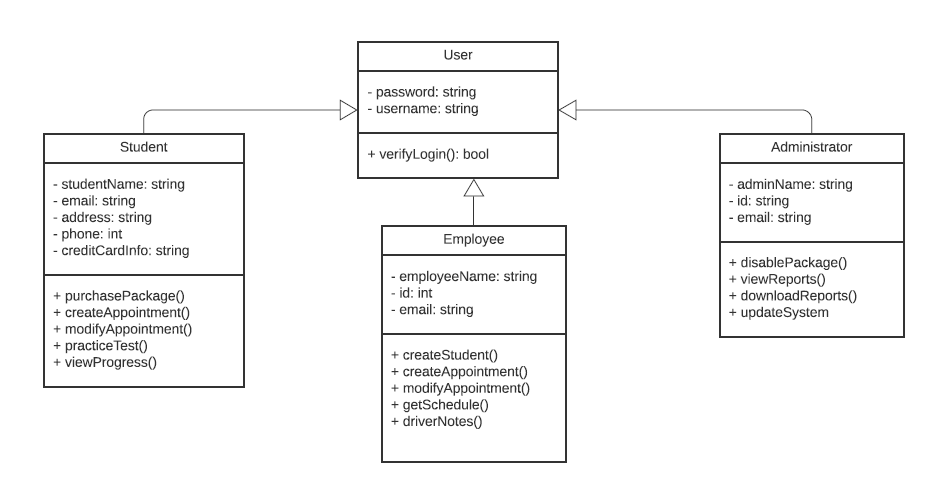 User
- password: string
- username: string
+ verifyLogin(): bool
Student
- studentName: string
- email: string
- address: string
- phone: int
- creditCardInfo: string
+ purchasePackage()
+ createAppointment()
+ modifyAppointment()
+ practiceTest()
+ viewProgress()
Employee
- employeeName: string
- id: int
- email: string
+ createStudent()
+ createAppointment()
+ modifyAppointment()
+ getSchedule()
+ driverNotes()
Administrator
- adminName: string
- id: string
- email: string
+ disablePackage()
+ viewReports()
+ downloadReports()
+ updateSystem